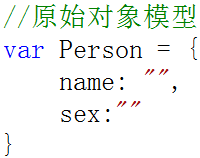 //原始对象模型
var Person = {
    name: "",
    sex:""
}